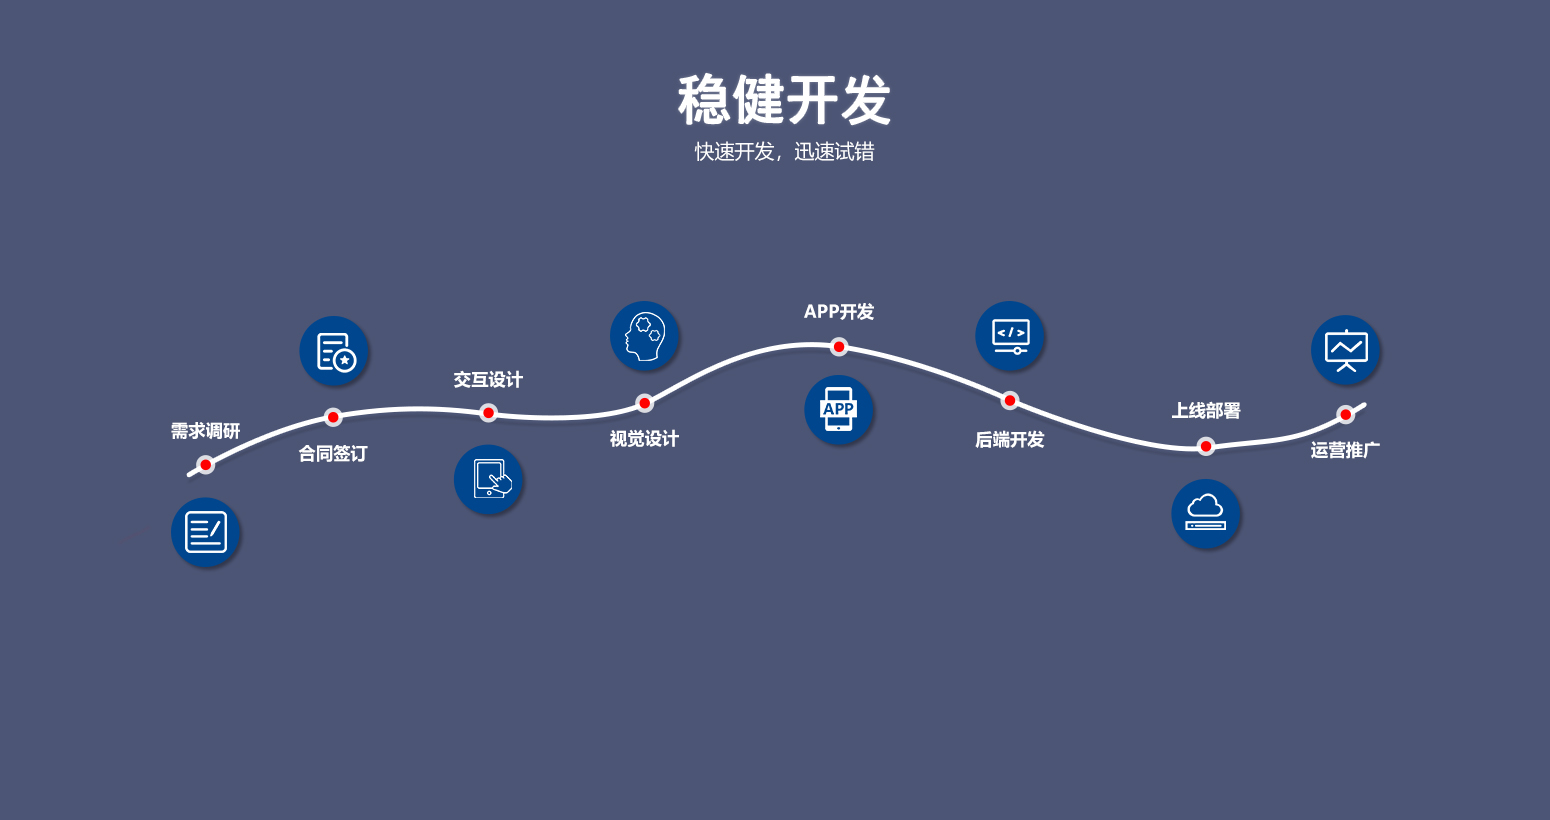 稳健开发
快速开发，迅速试错
需求调研
合同签订
交互设计
视觉设计
APP开发
APP
后端开发
上线部署
运营推广